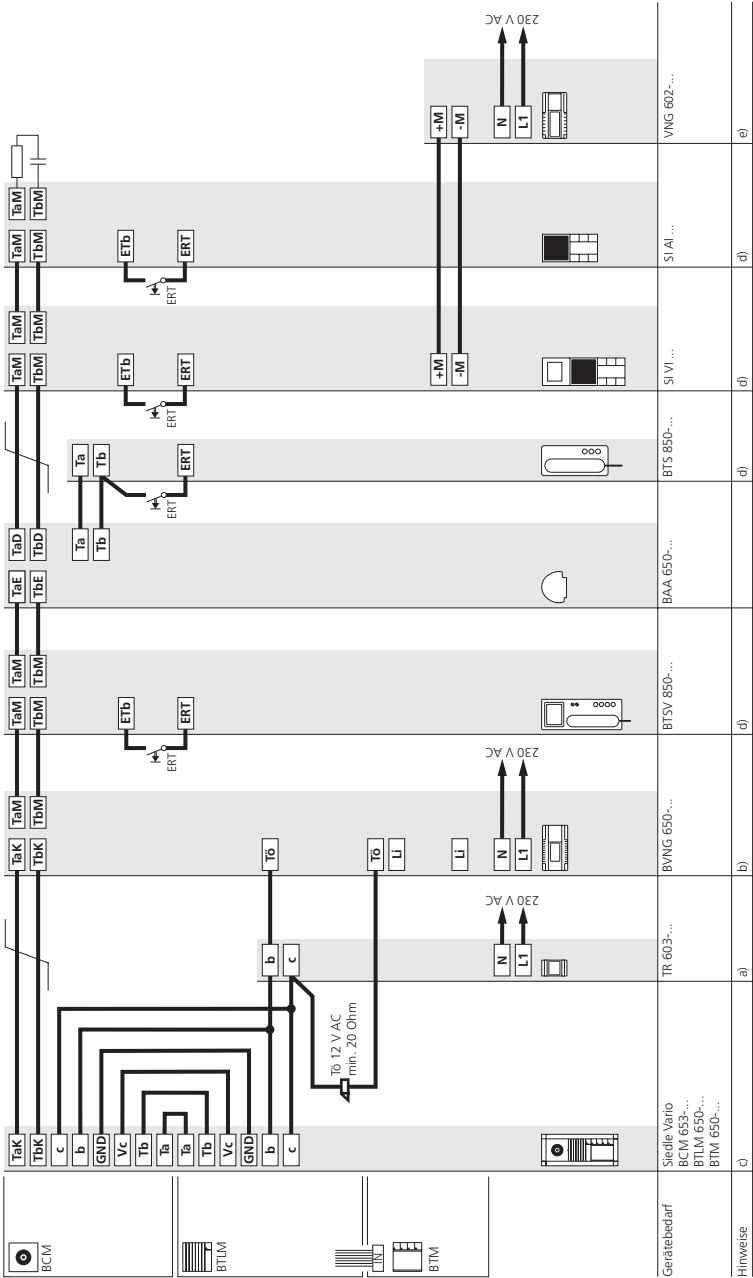 TaK TaK TaM TaM TaM TaE TaD TaM TaM TaM TaM
TbK TbK TbM TbM TbM TbE TbD TbM TbM TbM TbM
BCM
c
b
GND
Vc
Tb
Ta
Ta
Tb
Vc
GND
b
c
BTLM
IN
BTM
Tö 12 V AC
min. 20 Ohm
b
c
N
L1
230 V AC
Tö
Tö
Li
Li
N
L1
230 V AC
ETb
ERT
ERT
Ta
Tb
Ta
Tb
ERT
ERT
ETb
ERT
ERT
+M
-M
ETb
ERT
ERT
+M
-M
N
L1
230 V AC
Gerätebedarf
Siedle Vario
BCM 653-...
BTLM 650-...
BTM 650-...
TR 603-...
BVNG 650-...
BTSV 850-...
BAA 650-...
BTS 850-...
SI VI ...
SI AI ...
VNG 602-...
Hinweise
c)
a)
b)
d)
d)
d)
d)
e)